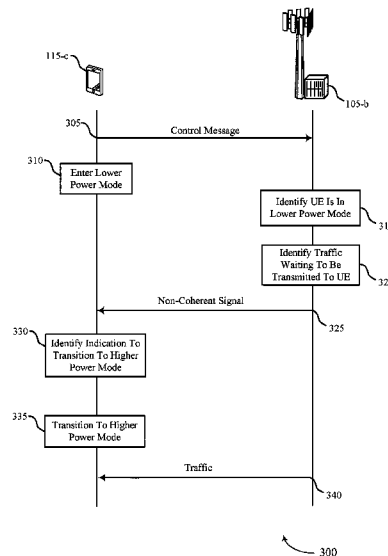 115-c
105-b
305
Control Message
310
Enter Lower
Power Mode
Identify UE Is In
Lower Power Mode
31
Identify Traffic
Waiting To Be
Transmitted To UE
32
Non-Coherent Signal
325
330
Identify Indication To
Transition To Higher
Power Mode
335
Transition To Higher
Power Mode
Traffic
340
300